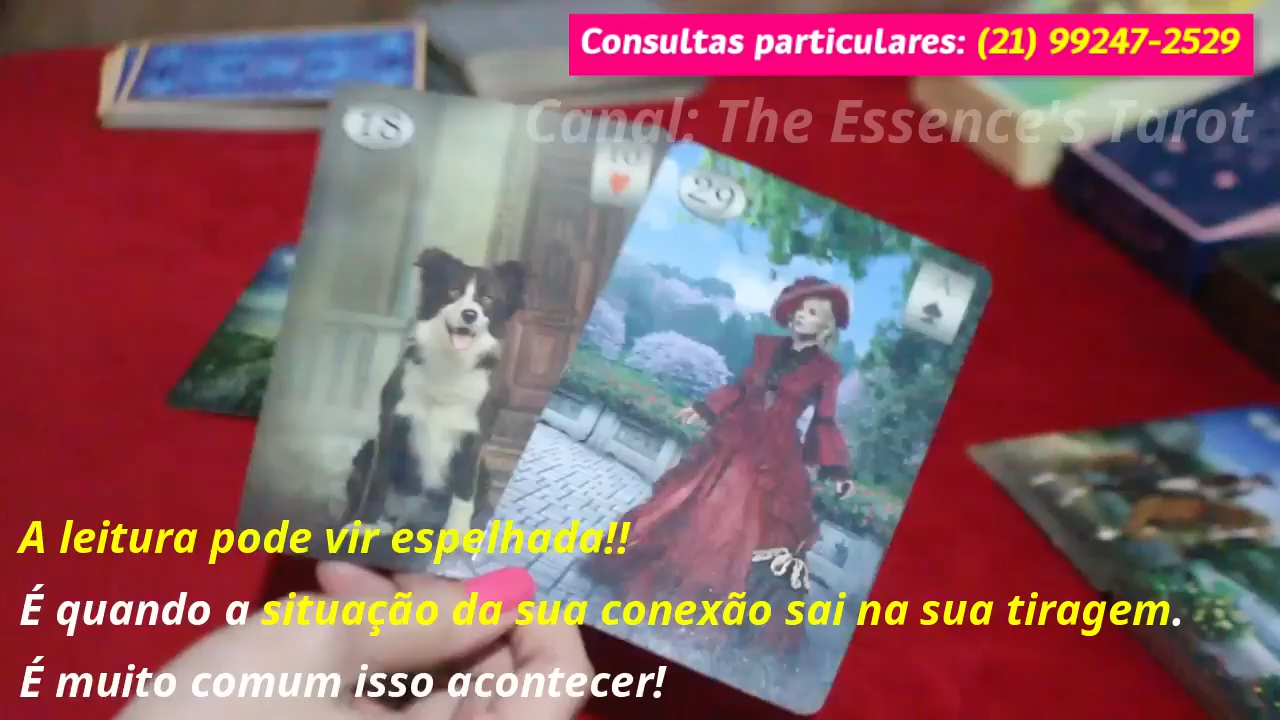 Consultas particulares: (21) 99247-2529
Canal: The Essence's Tarot
18
10
29
A
A leitura pode vir espelhada!!
É quando a situação da sua conexão sai na sua tiragem.
É muito comum isso acontecer!